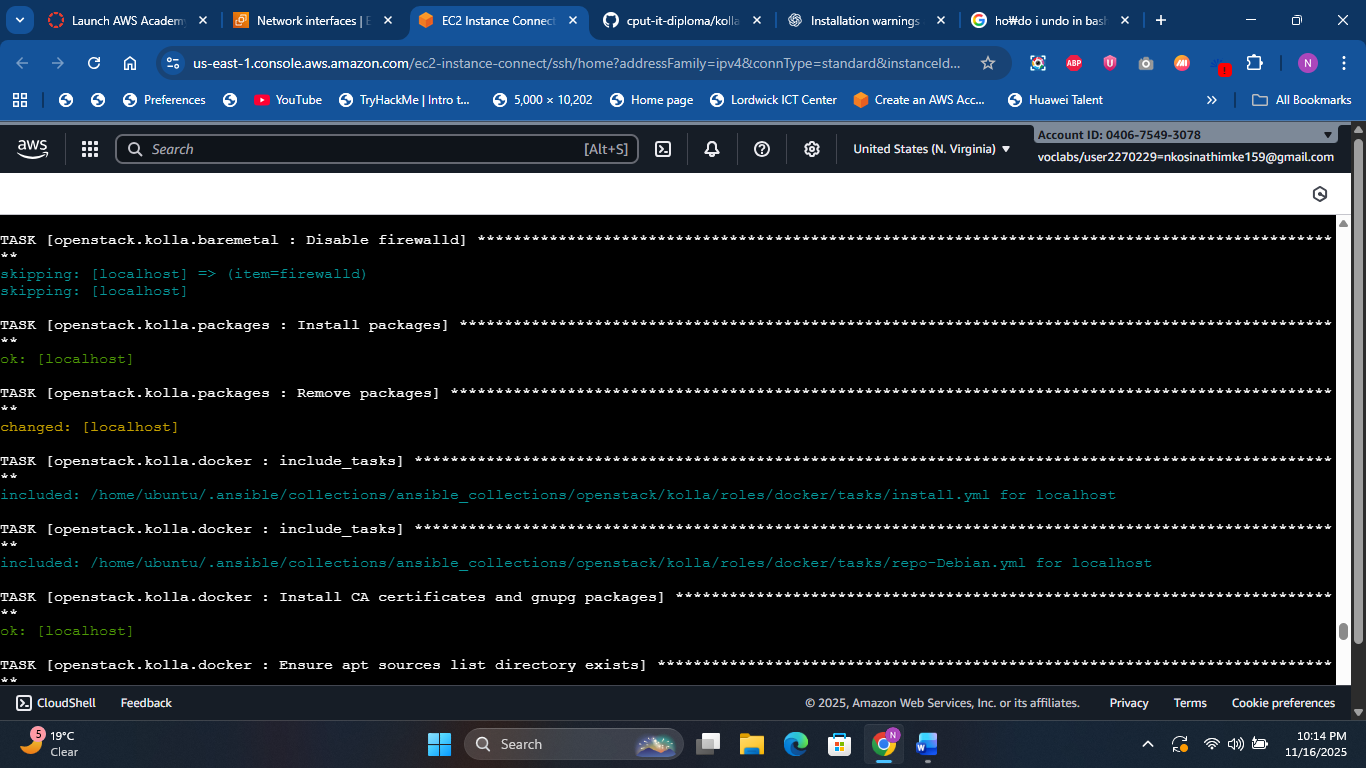 Launch AWS Academy
Network interfaces | E
EC2 Instance Connect
cput-it-diploma/kolla
Installation warnings
ho₩do i undo in bash
us-east-1.console.aws.amazon.com/ec2-instance-connect/ssh/home?addressFamily=ipv4&connType=standard&instanceId...
ABP
N
Preferences
YouTube
TryHackMe | Intro t...
5,000 × 10,202
Home page
Lordwick ICT Center
Create an AWS Acc...
Huawei Talent
All Bookmarks
aws
Search
[Alt+S]
United States (N. Virginia)
Account ID: 0406-7549-3078
voclabs/user2270229=nkosinathimke159@gmail.com
TASK [openstack.kolla.baremetal : Disable firewalld] ***********************************************************************************************
**
skipping: [localhost] => (item=firewalld)
skipping: [localhost]
TASK [openstack.kolla.packages : Install packages] *************************************************************************************************
**
ok: [localhost]
TASK [openstack.kolla.packages : Remove packages] **************************************************************************************************
**
changed: [localhost]
TASK [openstack.kolla.docker : include_tasks] ******************************************************************************************************
**
included: /home/ubuntu/.ansible/collections/ansible_collections/openstack/kolla/roles/docker/tasks/install.yml for localhost
TASK [openstack.kolla.docker : include_tasks] ******************************************************************************************************
**
included: /home/ubuntu/.ansible/collections/ansible_collections/openstack/kolla/roles/docker/tasks/repo-Debian.yml for localhost
TASK [openstack.kolla.docker : Install CA certificates and gnupg packages] *************************************************************************
**
ok: [localhost]
TASK [openstack.kolla.docker : Ensure apt sources list directory exists] ***************************************************************************
**
CloudShell
Feedback
© 2025, Amazon Web Services, Inc. or its affiliates.
Privacy
Terms
Cookie preferences
5
19°C
Clear
Search
N
10:14 PM
11/16/2025